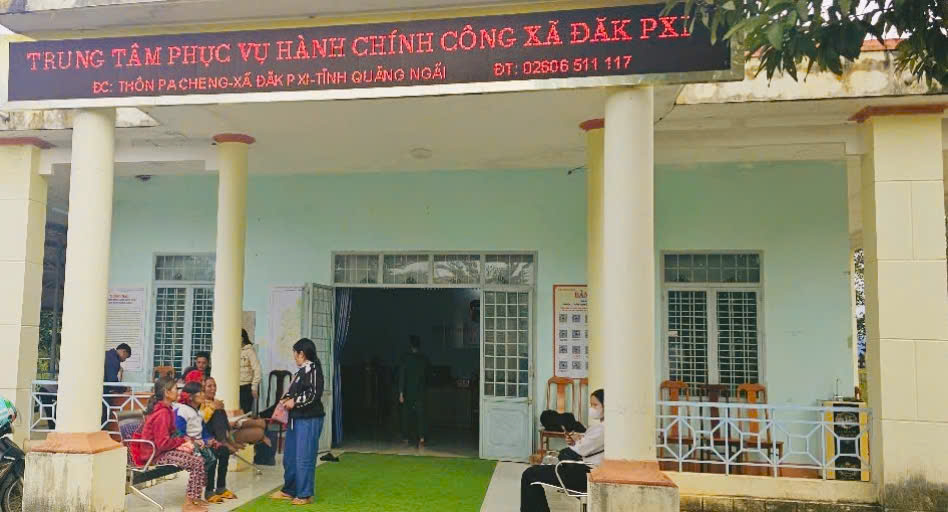 TRUNG TÂM PHỤC VỤ HÀNH CHÍNH CÔNG XÃ ĐĂK PXI
ĐC: THÔN PA CHENG-XÃ ĐĂK PXI-TỈNH QUẢNG NGÃI ĐT: 02606 511 117